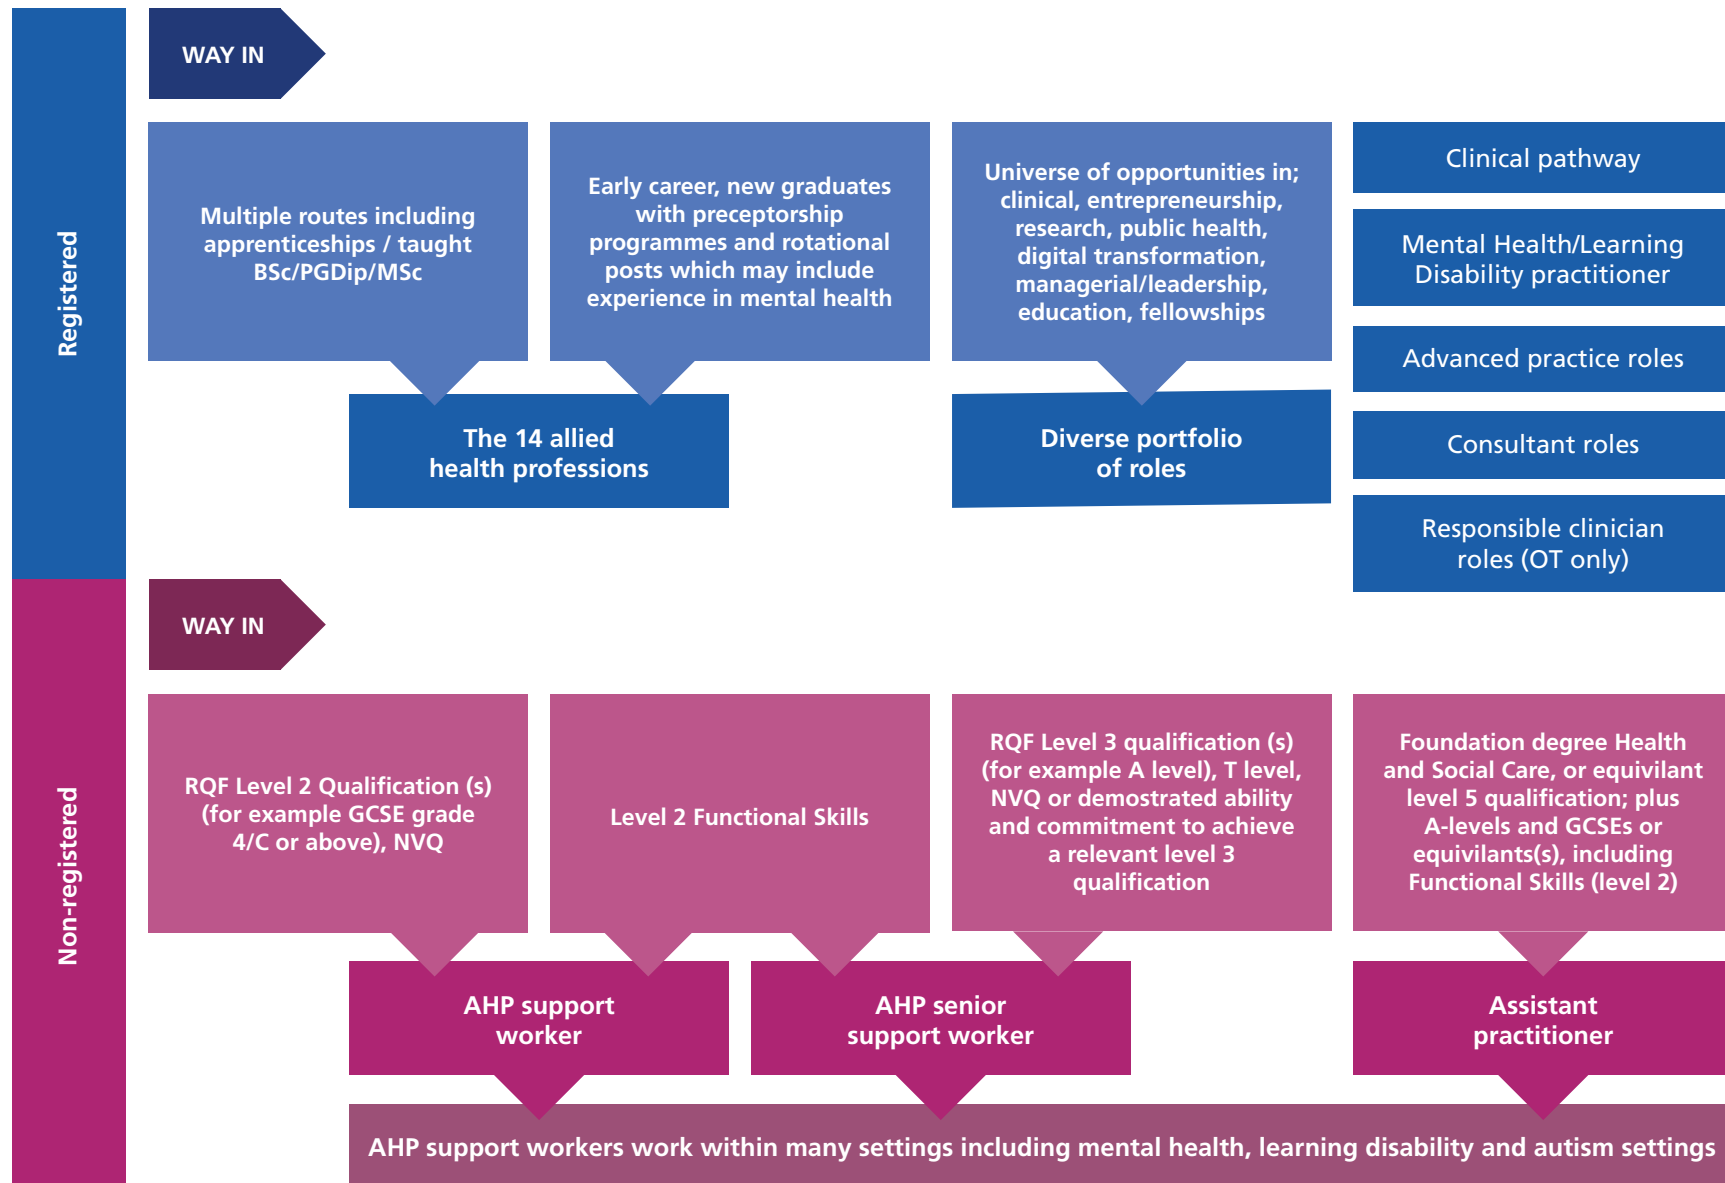 Registered
WAY IN
Multiple routes including
apprenticeships / taught
BSc/PGDip/MSc
Early career, new graduates
with preceptorship
programmes and rotational
posts which may include
experience in mental health
Universe of opportunities in;
clinical, entrepreneurship,
research, public health,
digital transformation,
managerial/leadership,
education, fellowships
The 14 allied
health professions
Diverse portfolio
of roles
Clinical pathway
Mental Health/Learning
Disability practitioner
Advanced practice roles
Consultant roles
Responsible clinician
roles (OT only)
Non-registered
WAY IN
RQF Level 2 Qualification (s)
(for example GCSE grade
4/C or above), NVQ
Level 2 Functional Skills
RQF Level 3 qualification (s)
(for example A level), T level,
NVQ or demostrated ability
and commitment to achieve
a relevant level 3
qualification
Foundation degree Health
and Social Care, or equivilant
level 5 qualification; plus
A-levels and GCSEs or
equivilants(s), including
Functional Skills (level 2)
AHP support
worker
AHP senior
support worker
Assistant
practitioner
AHP support workers work within many settings including mental health, learning disability and autism settings